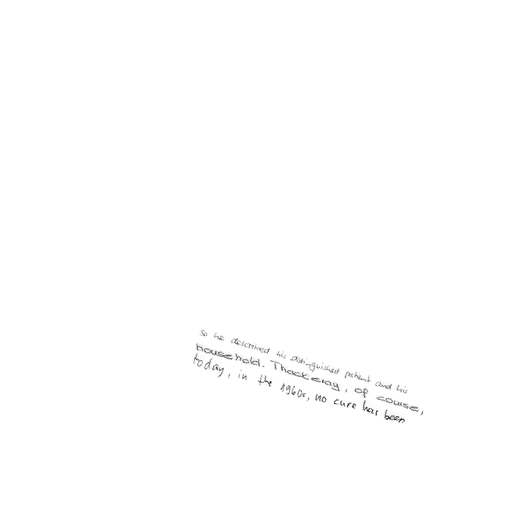 So he described his distinguished patient and his
household. Thackeray, of course,
today, in the 1960s, no cure has been